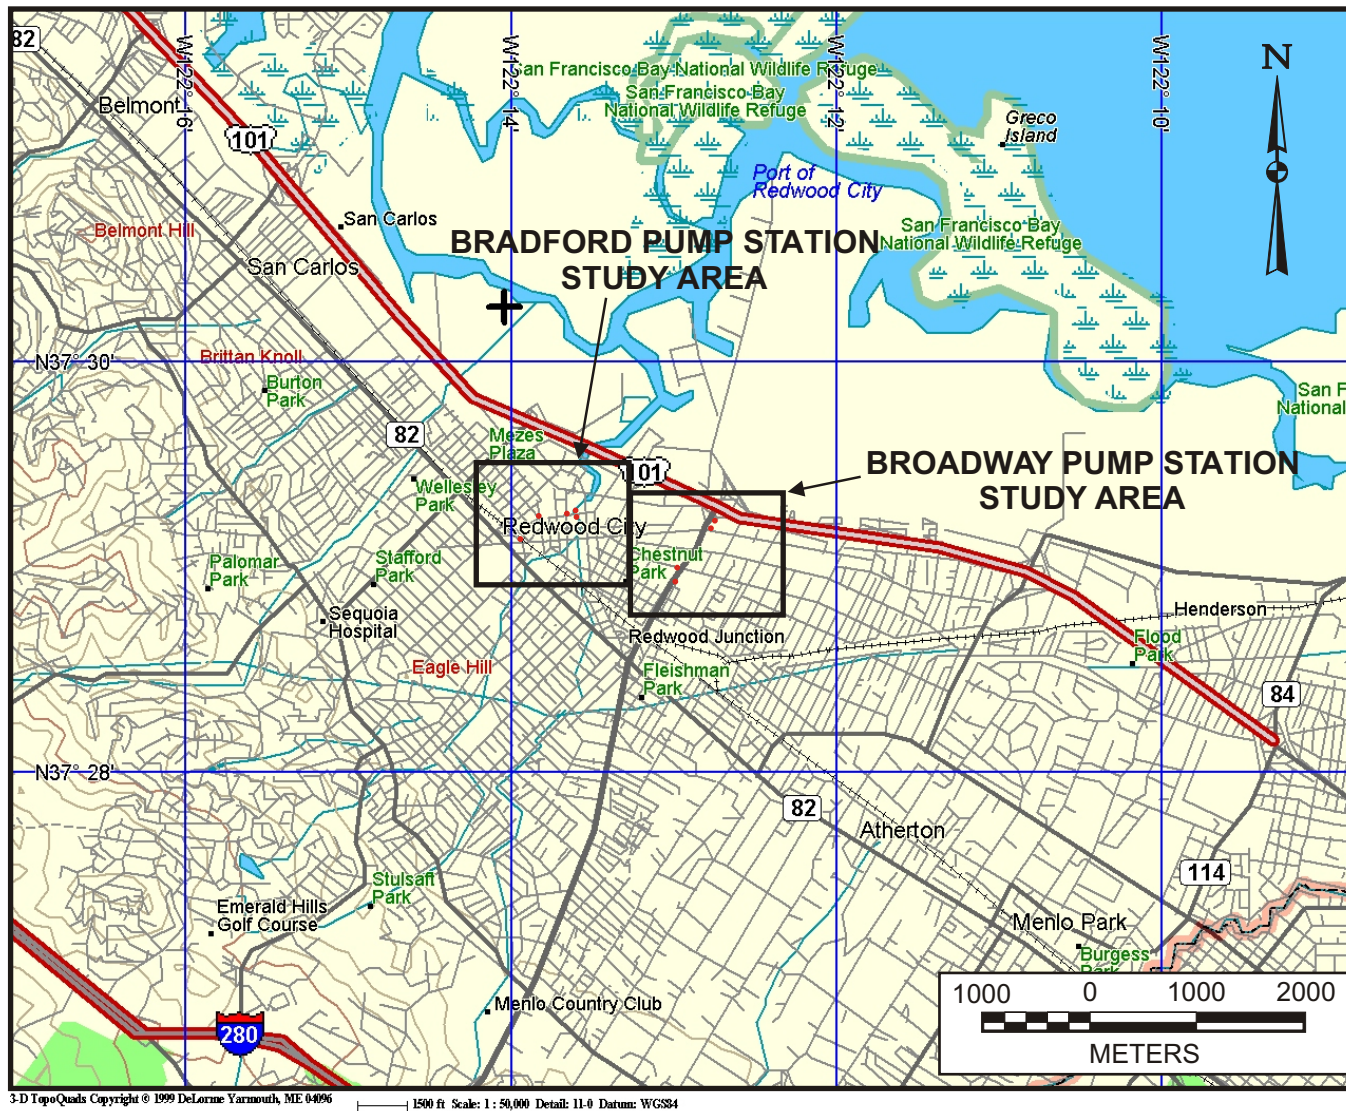 82
W122° 16'
W122° 14'
W122° 12'
W122° 10'
N
Belmont
101
San Francisco Bay National Wildlife Refuge
San Francisco Bay
National Wildlife Refuge
Greco
Island
Port of
Redwood City
San Carlos
Belmont Hill
San Carlos
San Francisco Bay
National Wildlife Refuge
BRADFORD PUMP STATION
STUDY AREA
N37° 30'
Brittan Knoll
Burton
Park
San F
National
82
Mezes
Plaza
101
BROADWAY PUMP STATION
STUDY AREA
Wellesley
Park
Redwood City
Chestnut
Park
Palomar
Park
Stafford
Park
Sequoia
Hospital
Henderson
Redwood Junction
Flood
Park
Eagle Hill
Fleishman
Park
84
N37° 28'
82
Atherton
114
Stulsaft
Park
Emerald Hills
Golf Course
Menlo Park
Burgess
Park
Menlo Country Club
280
1000 0 1000 2000
METERS
3-D TopoQuads Copyright © 1999 DeLorme Yarmouth, ME 04096
1500 ft Scale: 1 : 50,000 Detail: 11-0 Datum: WGS84